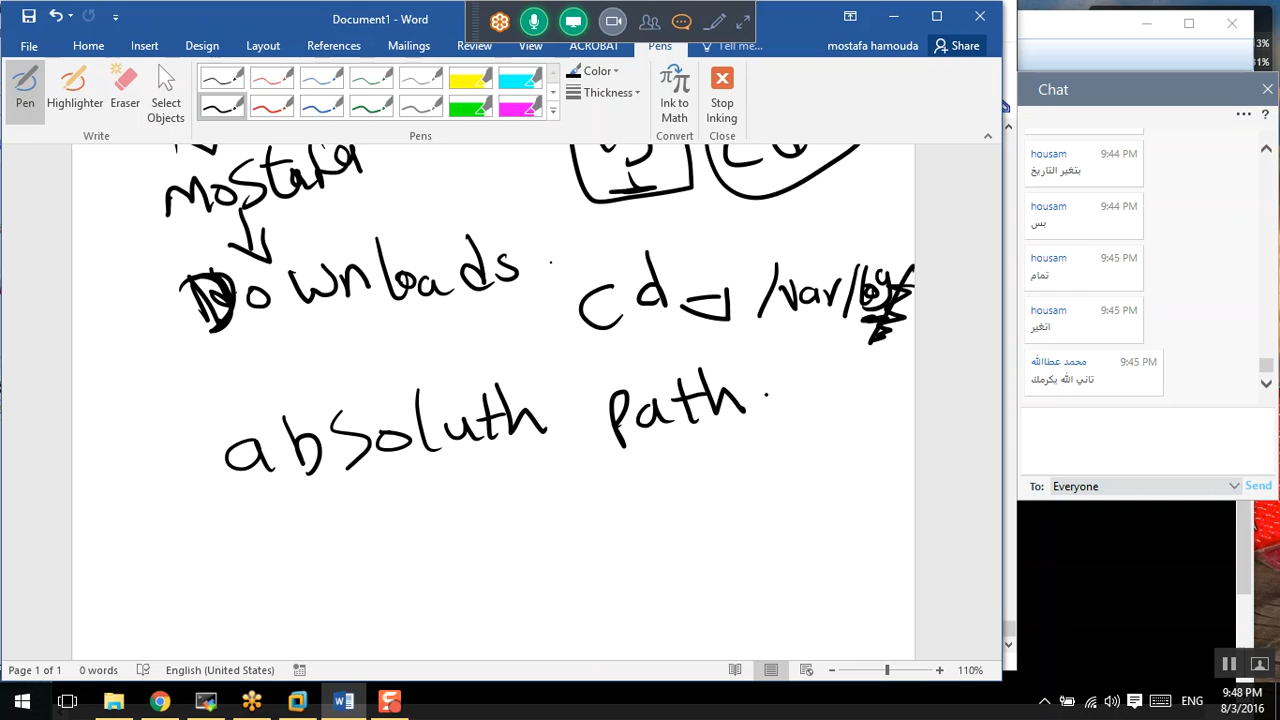 Document1 - Word
File Home Insert Design Layout References Mailings Review View ACROBAT Pens Tell me... mostafa hamouda Share
Pen Highlighter Eraser Select Objects
Color
Thickness
Ink to Math
Stop Inking
Write Pens Convert Close
mostafa
Downloads
cd /var/
absoluth path.
3%
31%
Chat
housam 9:44 PM
بتغير التاريخ
housam 9:44 PM
بس
housam 9:45 PM
تمام
housam 9:45 PM
اتغير
محمد عطاالله 9:45 PM
تاني الله يكرمك
To: Everyone Send
Page 1 of 1 0 words English (United States) 110%
ENG 9:48 PM
8/3/2016